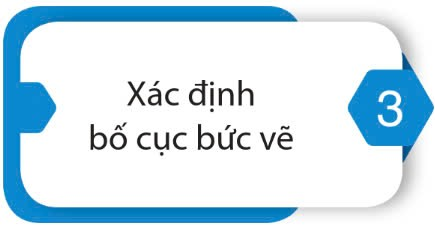 Xác định
bố cục bức vẽ
3